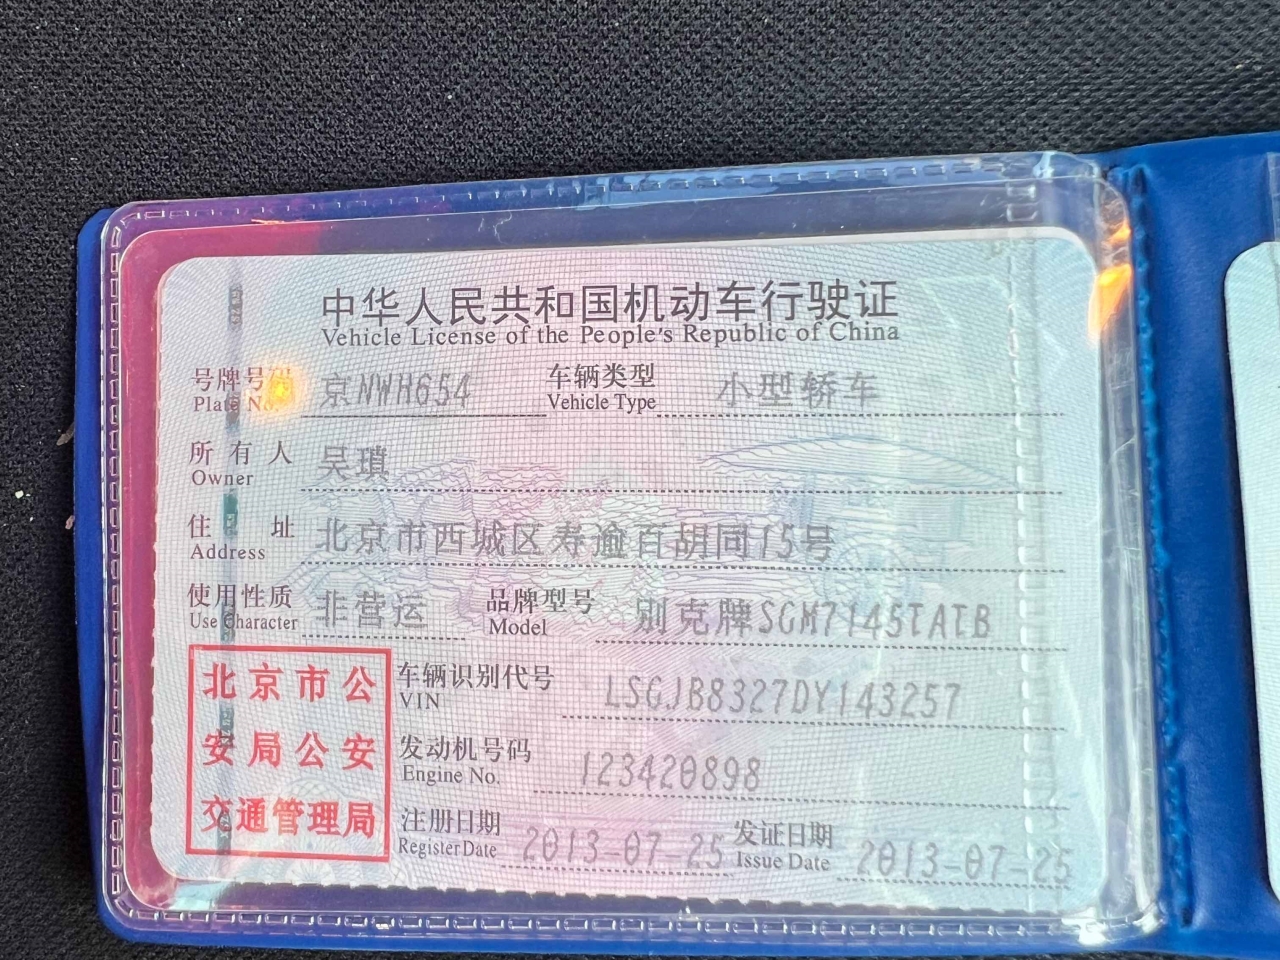 中华人民共和国机动车行驶证
Vehicle License of the People's Republic of China
号牌号码 京NWH654 车辆类型 小型轿车
Plate No. Vehicle Type
所有人 吴瑱
Owner
住址 北京市西城区寿逾百胡同15号
Address
使用性质 非营运 品牌型号 别克牌SGM7145TATB
Use Character Model
北京市公
安局公安
交通管理局
车辆识别代号 LSGJB8327DY143257
VIN
发动机号码 123420898
Engine No.
注册日期 2013-07-25 发证日期 2013-07-25
Register Date Issue Date